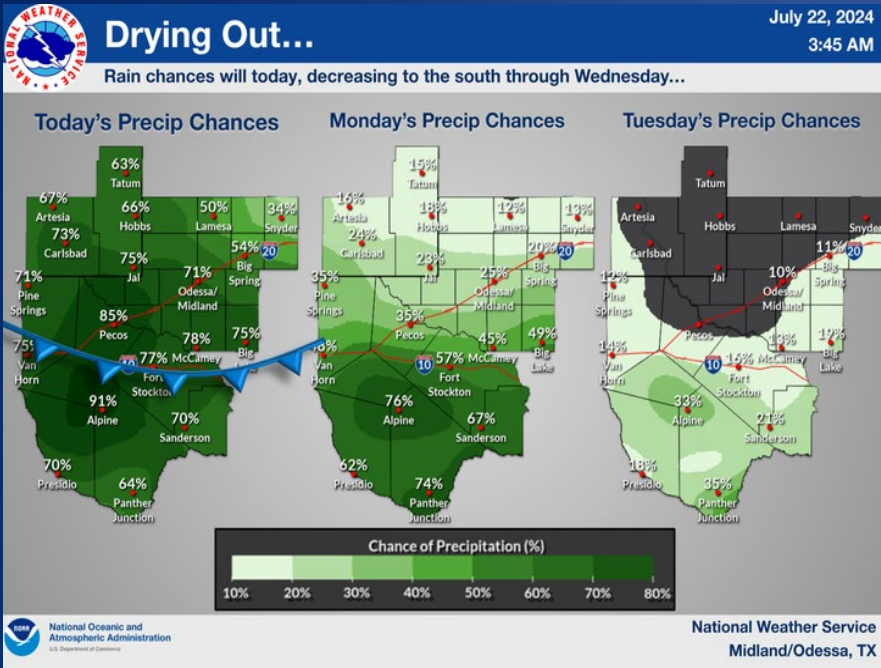 NATIONAL WEATHER SERVICE
Drying Out...
July 22, 2024
3:45 AM
Rain chances will today, decreasing to the south through Wednesday...
Today's Precip Chances
63%
Tatum
67%
Artesia
66%
Hobbs
50%
Lamesa
34%
Snyder
73%
Carlsbad
54%
Big
Spring
20
75%
Jal
71%
Odessa/
Midland
71%
Pine
Springs
85%
Pecos
78%
McCamey
75%
Big
75%
Van
Horn
10
77%
Fort
Stockton
91%
Alpine
70%
Sanderson
70%
Presidio
64%
Panther
Junction
Monday's Precip Chances
15%
Tatum
16%
Artesia
18%
Hobbs
12%
Lamesa
13%
Snyder
24%
Carlsbad
20%
Big
Spring
20
23%
Jal
25%
Odessa/
Midland
35%
Pine
Springs
35%
Pecos
45%
McCamey
49%
Big
Lake
Van
Horn
10
57%
Fort
Stockton
76%
Alpine
67%
Sanderson
62%
Presidio
74%
Panther
Junction
Tuesday's Precip Chances
Tatum
Artesia
Hobbs
Lamesa
Snyder
Carlsbad
11%
Big
Spring
20
Jal
10%
Odessa/
Midland
12%
Pine
Springs
Pecos
13%
McCamey
19%
Big
Lake
14%
Van
Horn
10
16%
Fort
Stockton
33%
Alpine
21%
Sanderson
18%
Presidio
35%
Panther
Junction
Chance of Precipitation (%)
10% 20% 30% 40% 50% 60% 70% 80%
NOAA
National Oceanic and
Atmospheric Administration
U.S. Department of Commerce
National Weather Service
Midland/Odessa, TX